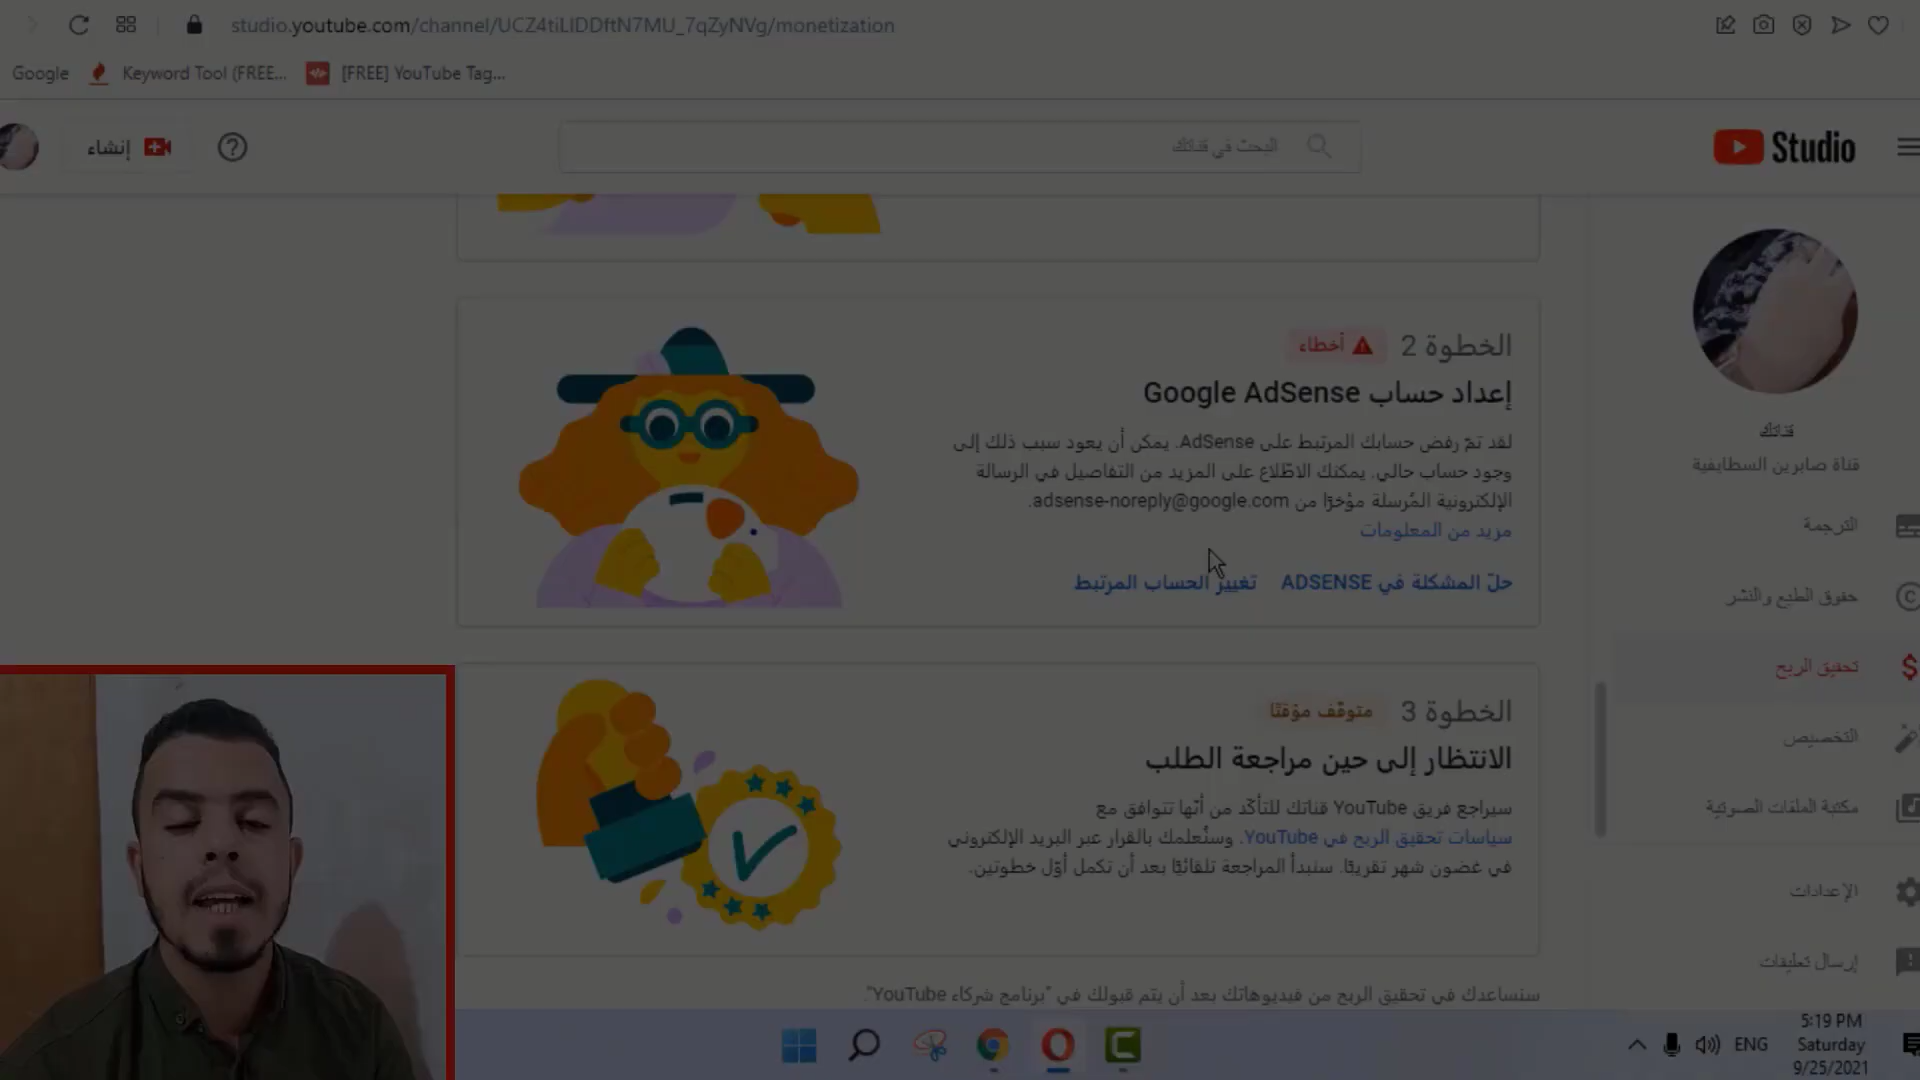 studio.youtube.com/channel/UCZ4tiLIDDftN7MU_7qZyNVg/monetization
Google
Keyword Tool (FREE...
[FREE] YouTube Tag...
إنشاء
البحث في قناتك
Studio
الخطوة 2 أخطاء
إعداد حساب Google AdSense
لقد تمّ رفض حسابك المرتبط على AdSense. يمكن أن يعود سبب ذلك إلى
وجود حساب حالي. يمكنك الاطّلاع على المزيد من التفاصيل في الرسالة
الإلكترونية المُرسلة مؤخرًا من adsense-noreply@google.com.
مزيد من المعلومات
حلّ المشكلة في ADSENSE تغيير الحساب المرتبط
الخطوة 3 متوقّف مؤقتًا
الانتظار إلى حين مراجعة الطلب
سيراجع فريق YouTube قناتك للتأكّد من أنّها تتوافق مع
سياسات تحقيق الربح في YouTube. وسنُعلمك بالقرار عبر البريد الإلكتروني
في غضون شهر تقريبًا. سنبدأ المراجعة تلقائيًا بعد أن تكمل أوّل خطوتين.
سنساعدك في تحقيق الربح من فيديوهاتك بعد أن يتم قبولك في "برنامج شركاء YouTube".
قناتك
قناة صابرين السطايفية
الترجمة
حقوق الطبع والنشر
تحقيق الربح
التخصيص
مكتبة الملفات الصوتية
الإعدادات
إرسال تعليقات
ENG
5:19 PM
Saturday
9/25/2021